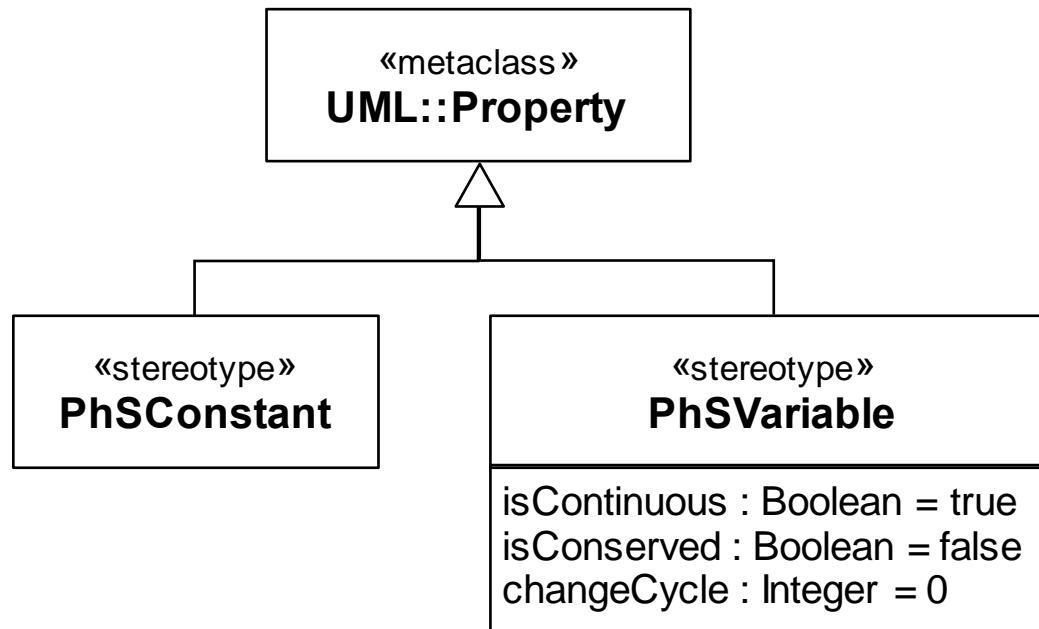 «metaclass»
UML::Property
«stereotype»
PhSConstant
«stereotype»
PhSVariable
isContinuous : Boolean = true
isConserved : Boolean = false
changeCycle : Integer = 0